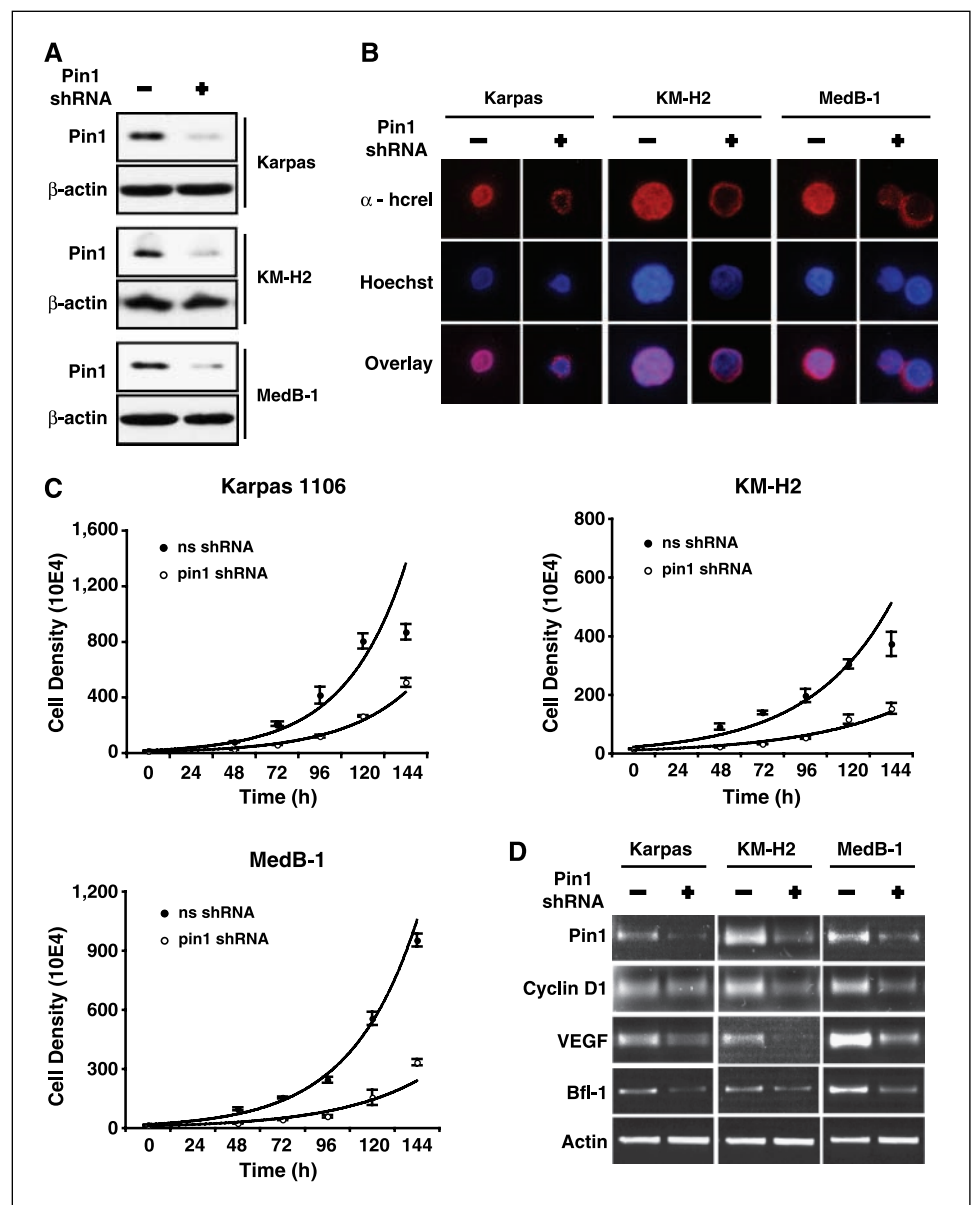 A
Pin1
shRNA
− +
Pin1
β-actin
Karpas
Pin1
β-actin
KM-H2
Pin1
β-actin
MedB-1
B
Karpas KM-H2 MedB-1
Pin1
shRNA
− + − + − +
α - hcrel
Hoechst
Overlay
C
Karpas 1106
1,600
1,200
800
400
0
Cell Density (10E4)
ns shRNA
pin1 shRNA
0 24 48 72 96 120 144
Time (h)
KM-H2
800
600
400
200
0
Cell Density (10E4)
ns shRNA
pin1 shRNA
0 24 48 72 96 120 144
Time (h)
MedB-1
1,200
900
600
300
0
Cell Density (10E4)
ns shRNA
pin1 shRNA
0 24 48 72 96 120 144
Time (h)
D
Karpas KM-H2 MedB-1
Pin1
shRNA
− + − + − +
Pin1
Cyclin D1
VEGF
Bfl-1
Actin